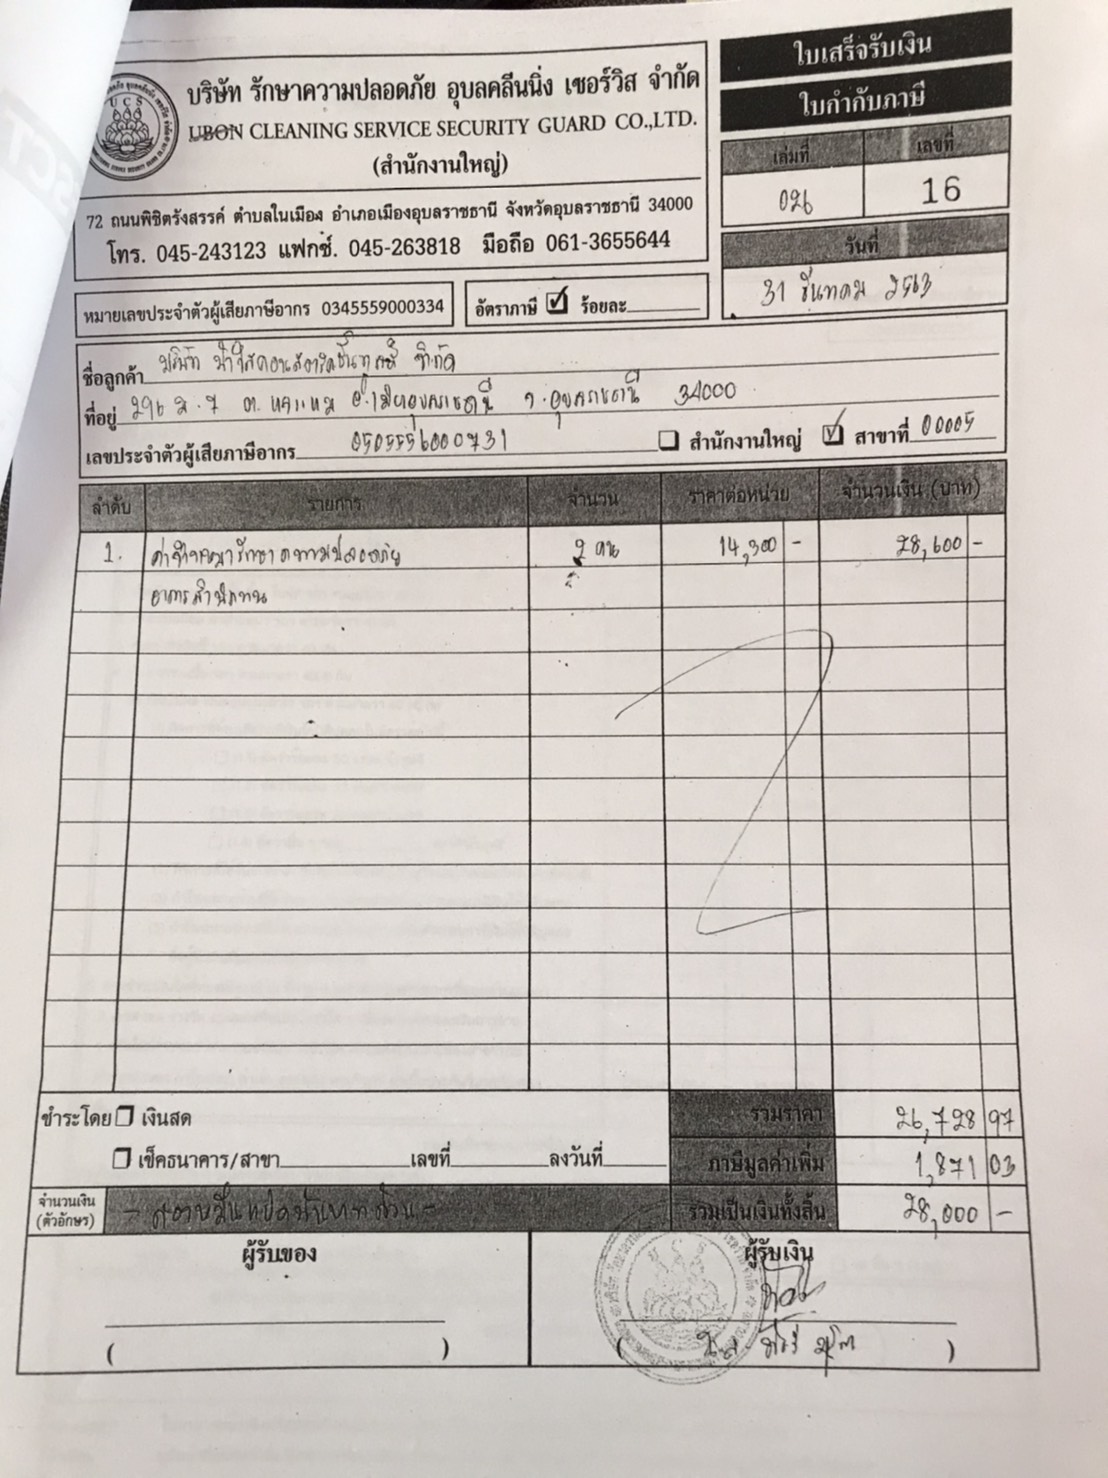 ใบเสร็จรับเงิน
ใบกำกับภาษี
บริษัท รักษาความปลอดภัย อุบลคลีนนิ่ง เซอร์วิส จำกัด
UBON CLEANING SERVICE SECURITY GUARD CO.,LTD.
(สำนักงานใหญ่)
72 ถนนพิชิตรังสรรค์ ตำบลในเมือง อำเภอเมืองอุบลราชธานี จังหวัดอุบลราชธานี 34000
โทร. 045-243123 แฟกซ์. 045-263818 มือถือ 061-3655644
UCS
เล่มที่ เลขที่
026 16
วันที่
31 ธันวาคม 2563
หมายเลขประจำตัวผู้เสียภาษีอากร 0345559000334
อัตราภาษี ร้อยละ
ชื่อลูกค้า บริษัท จำกัด
ที่อยู่ 296 ม.7 ต. อ.เมืองอุบลราชธานี จ.อุบลราชธานี 34000
เลขประจำตัวผู้เสียภาษีอากร 0505556000731 สำนักงานใหญ่ สาขาที่ 00005
ลำดับ รายการ จำนวน ราคาต่อหน่วย จำนวนเงิน (บาท)
1. ค่าจ้างเหมารักษาความปลอดภัย 2 คน 14,300 - 28,600 -
อาคารสำนักงาน
ชำระโดย เงินสด
รวมราคา 26,728 97
เช็คธนาคาร/สาขา เลขที่ ลงวันที่
ภาษีมูลค่าเพิ่ม 1,871 03
จำนวนเงิน (ตัวอักษร) - สองหมื่นแปดพันบาทถ้วน -
รวมเป็นเงินทั้งสิ้น 28,000 -
ผู้รับของ ผู้รับเงิน
( ) ( )